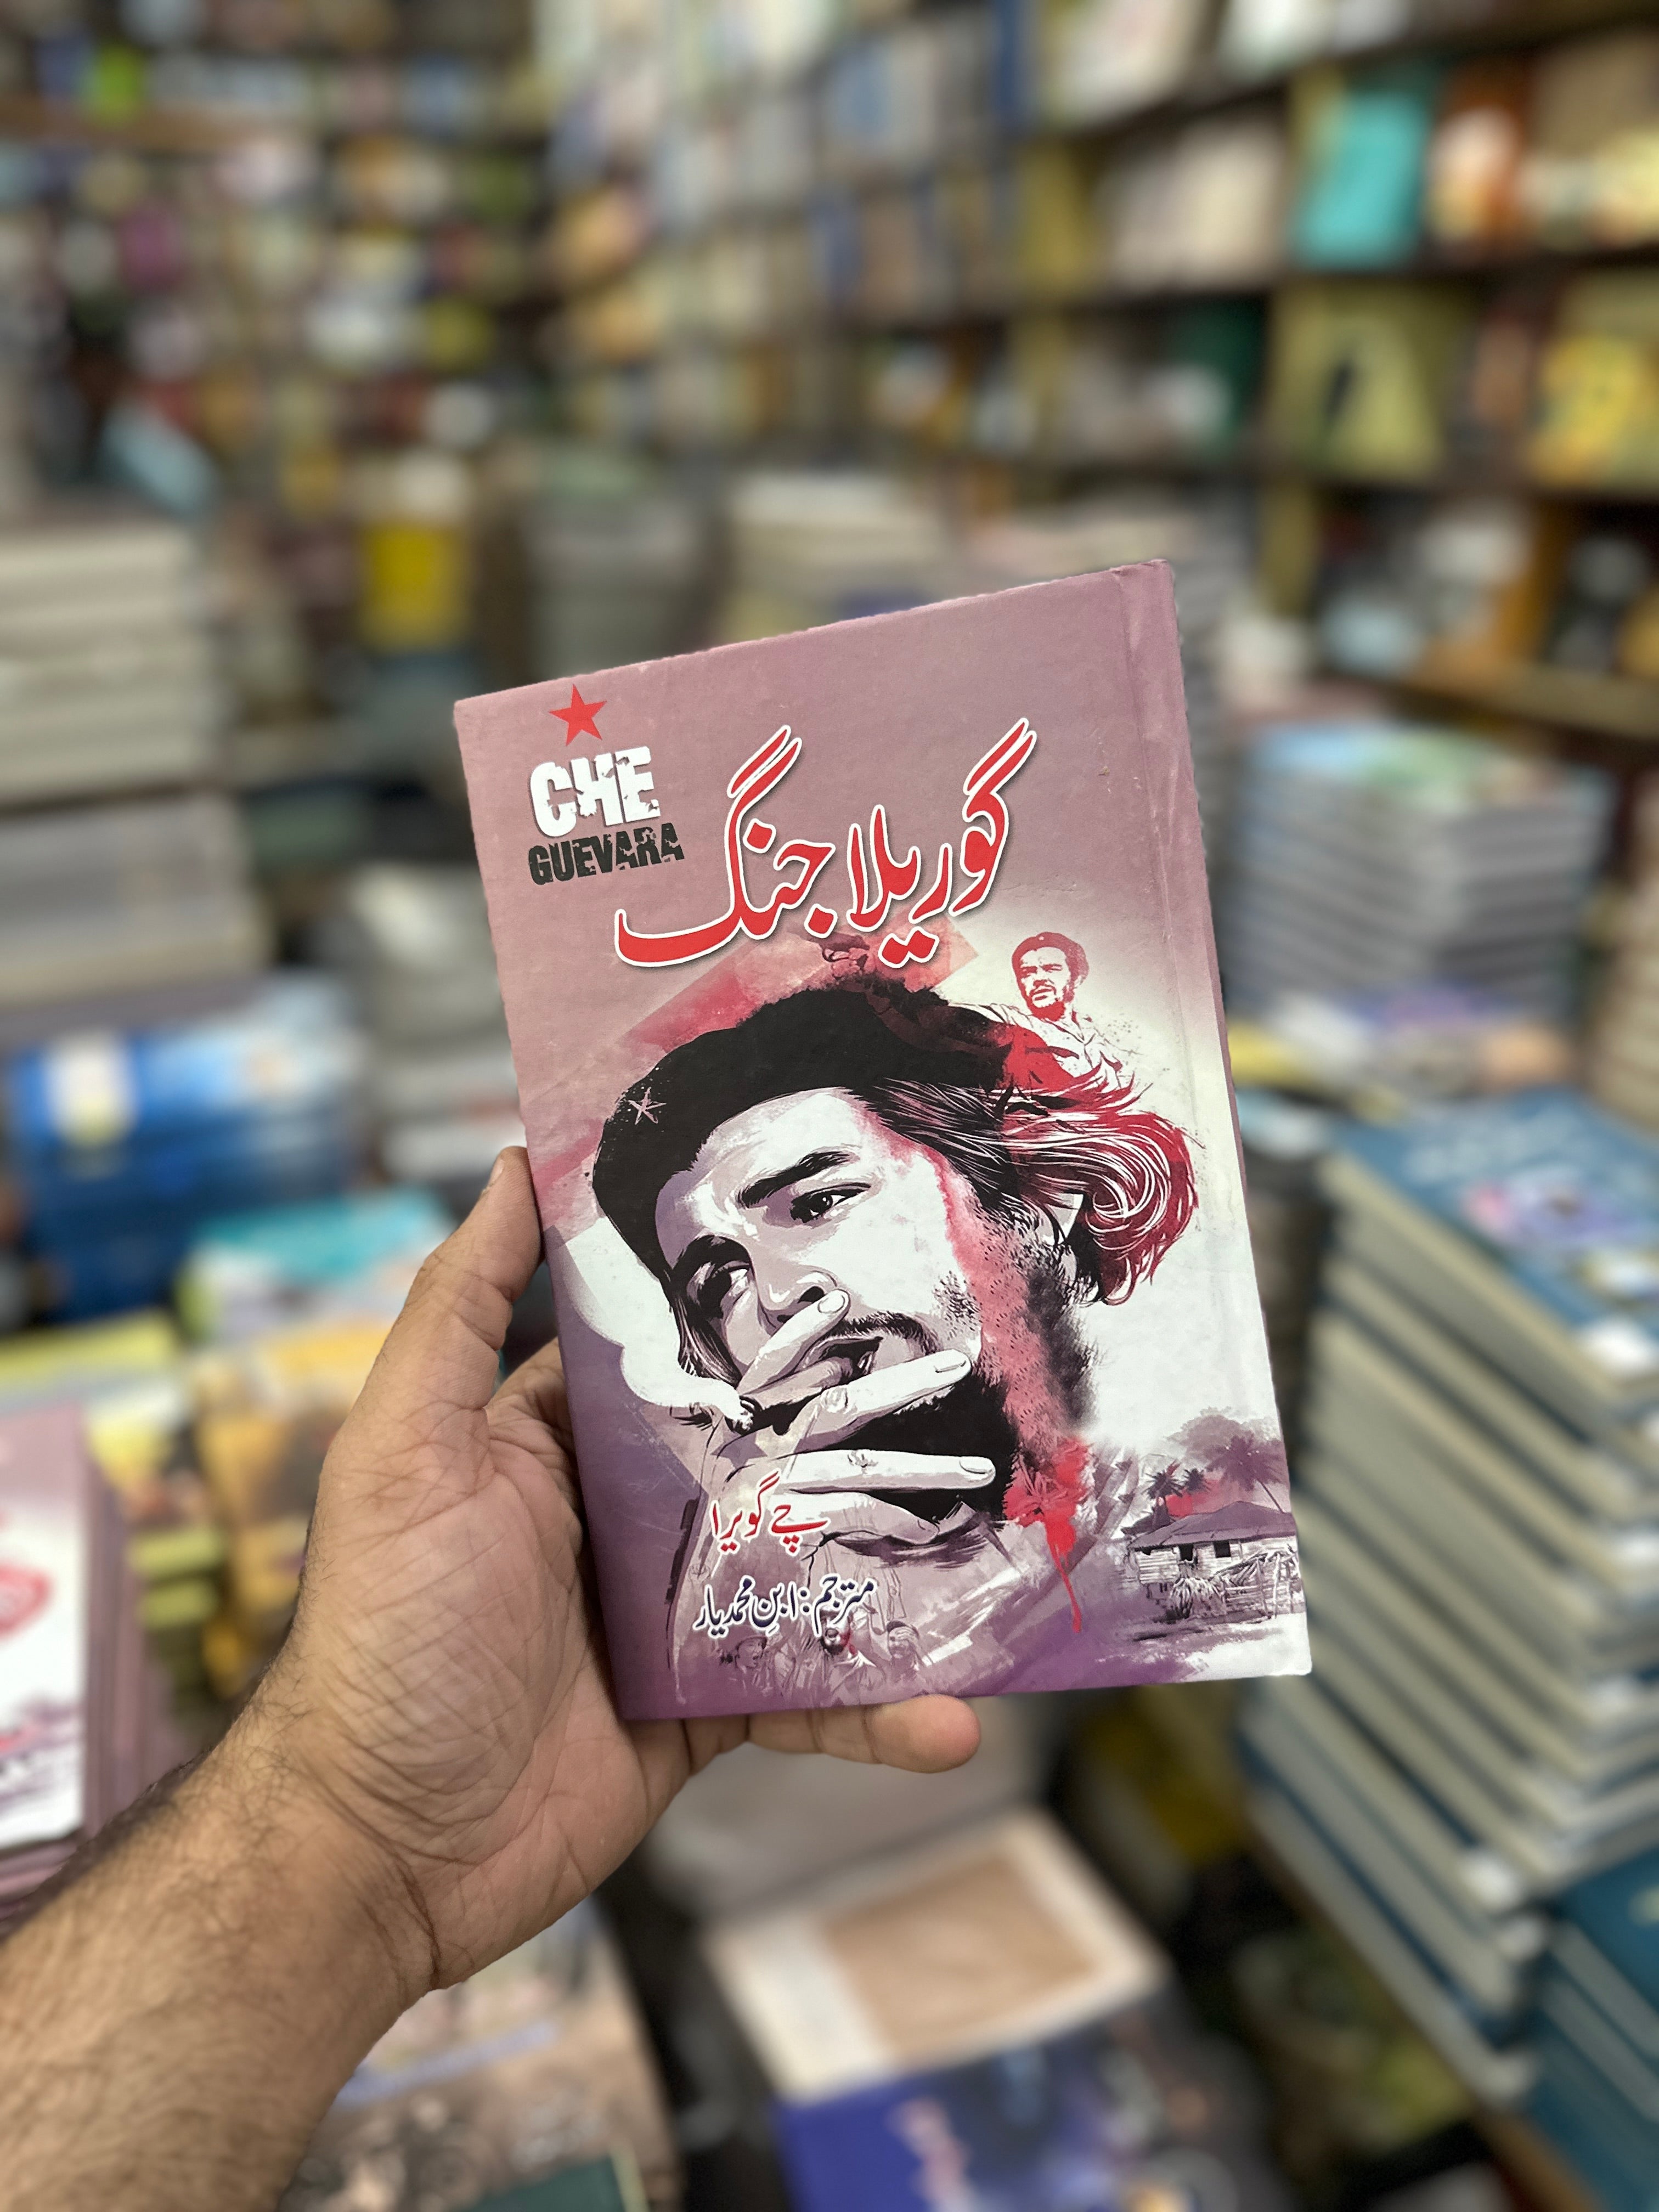 CHE
GUEVARA
گوریلا جنگ
چے گویرا
مترجم: ابنِ محمد یار